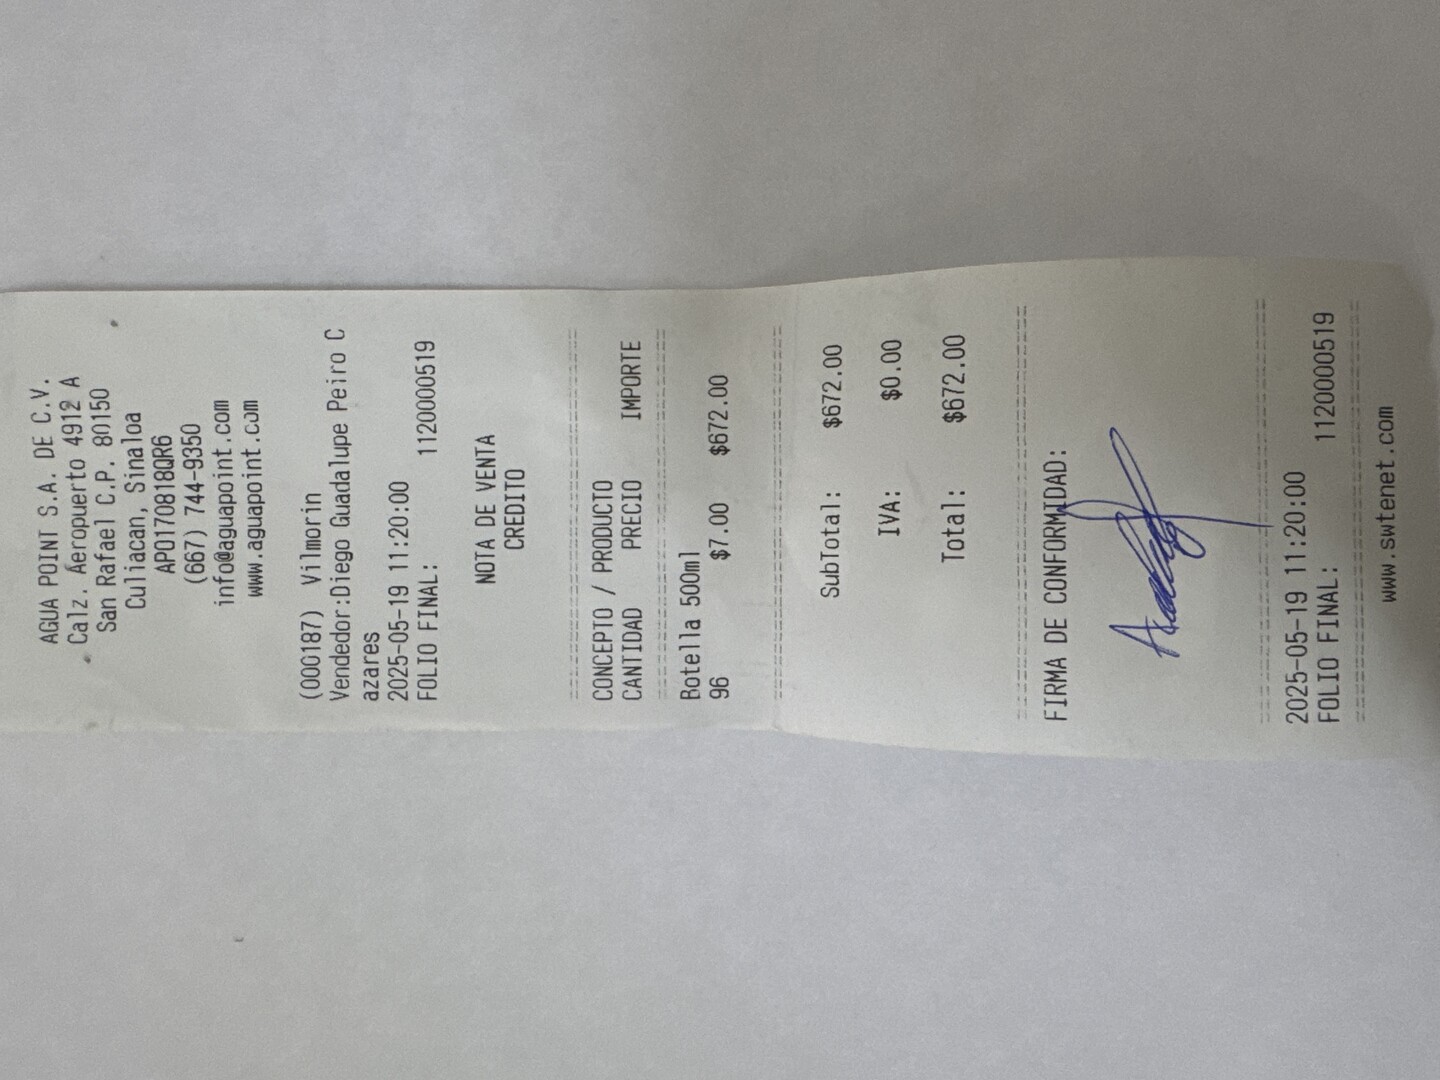 AGUA POINT S.A. DE C.V.
Calz. Aeropuerto 4912 A
San Rafael C.P. 80150
Culiacan, Sinaloa
APO170818QR6
(667) 744-9350
info@aguapoint.com
www.aguapoint.com
(000187) Vilmorin
Vendedor:Diego Guadalupe Peiro C
azares
2025-05-19 11:20:00
FOLIO FINAL: 1120000519
NOTA DE VENTA
CREDITO
CONCEPTO / PRODUCTO
CANTIDAD PRECIO IMPORTE
Botella 500ml
96 $7.00 $672.00
SubTotal: $672.00
IVA: $0.00
Total: $672.00
FIRMA DE CONFORMIDAD:
2025-05-19 11:20:00
FOLIO FINAL: 1120000519
www.swtenet.com